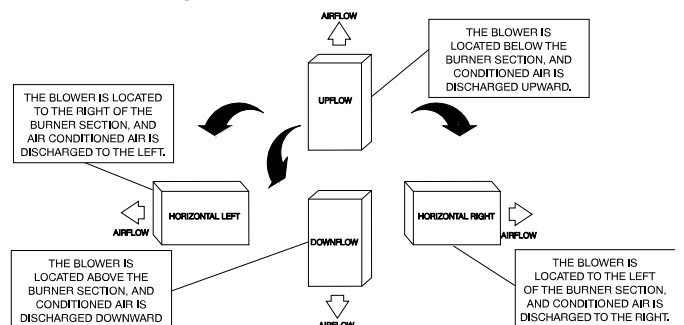 AIRFLOW
THE BLOWER IS
LOCATED BELOW THE
BURNER SECTION, AND
CONDITIONED AIR IS
DISCHARGED UPWARD.
UPFLOW
THE BLOWER IS LOCATED
TO THE RIGHT OF THE
BURNER SECTION, AND
AIR CONDITIONED AIR IS
DISCHARGED TO THE LEFT.
HORIZONTAL LEFT
AIRFLOW
HORIZONTAL RIGHT
AIRFLOW
DOWNFLOW
THE BLOWER IS
LOCATED ABOVE THE
BURNER SECTION, AND
CONDITIONED AIR IS
DISCHARGED DOWNWARD
AIRFLOW
THE BLOWER IS
LOCATED TO THE LEFT
OF THE BURNER SECTION,
AND CONDITIONED AIR IS
DISCHARGED TO THE RIGHT.